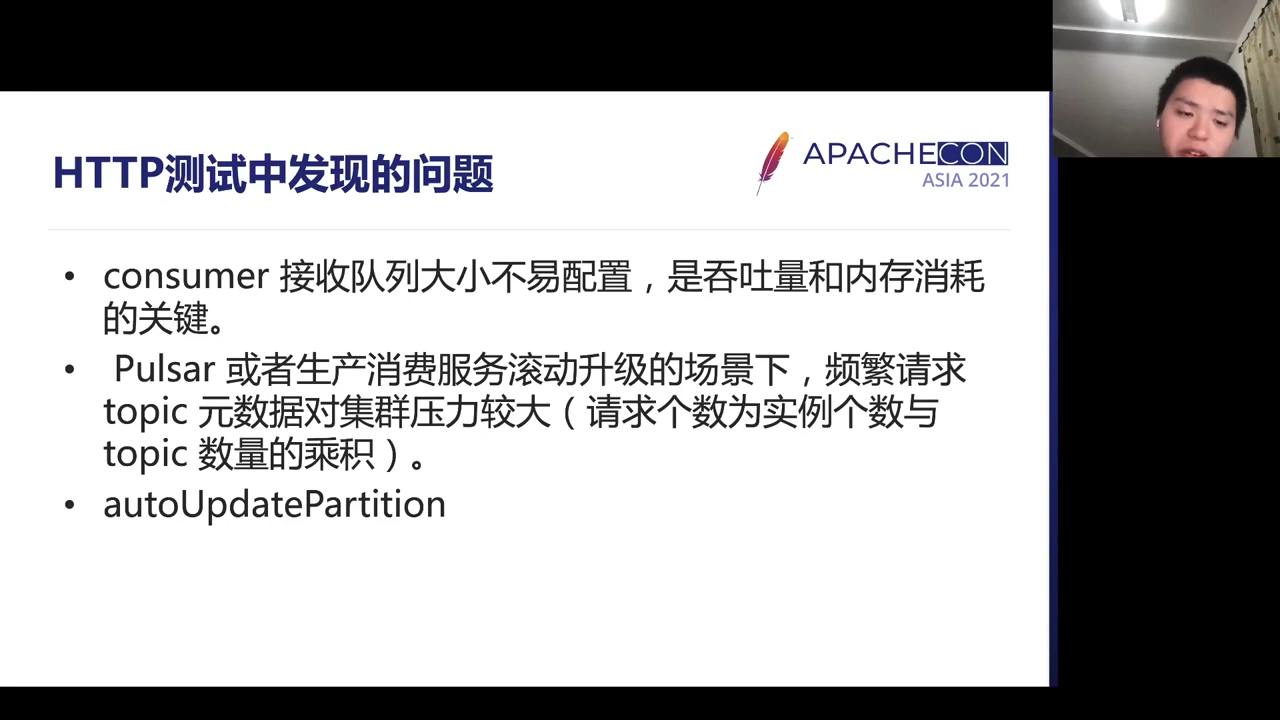 HTTP测试中发现的问题
APACHECON
ASIA 2021
• consumer 接收队列大小不易配置，是吞吐量和内存消耗
的关键。
• Pulsar 或者生产消费服务滚动升级的场景下，频繁请求
topic 元数据对集群压力较大（请求个数为实例个数与
topic 数量的乘积）。
• autoUpdatePartition